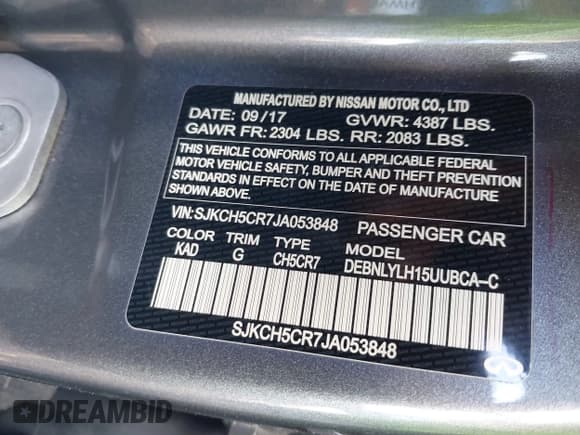 MANUFACTURED BY NISSAN MOTOR CO., LTD
DATE: 09/17 GVWR: 4387 LBS.
GAWR FR: 2304 LBS. RR: 2083 LBS.
THIS VEHICLE CONFORMS TO ALL APPLICABLE FEDERAL
MOTOR VEHICLE SAFETY, BUMPER AND THEFT PREVENTION
STANDARDS IN EFFECT ON THE DATE OF MANUFACTURE
SHOWN ABOVE.
VIN:SJKCH5CR7JA053848 PASSENGER CAR
COLOR TRIM TYPE MODEL
KAD G CH5CR7 DEBNLYLH15UUBCA-C
SJKCH5CR7JA053848
DREAMBID